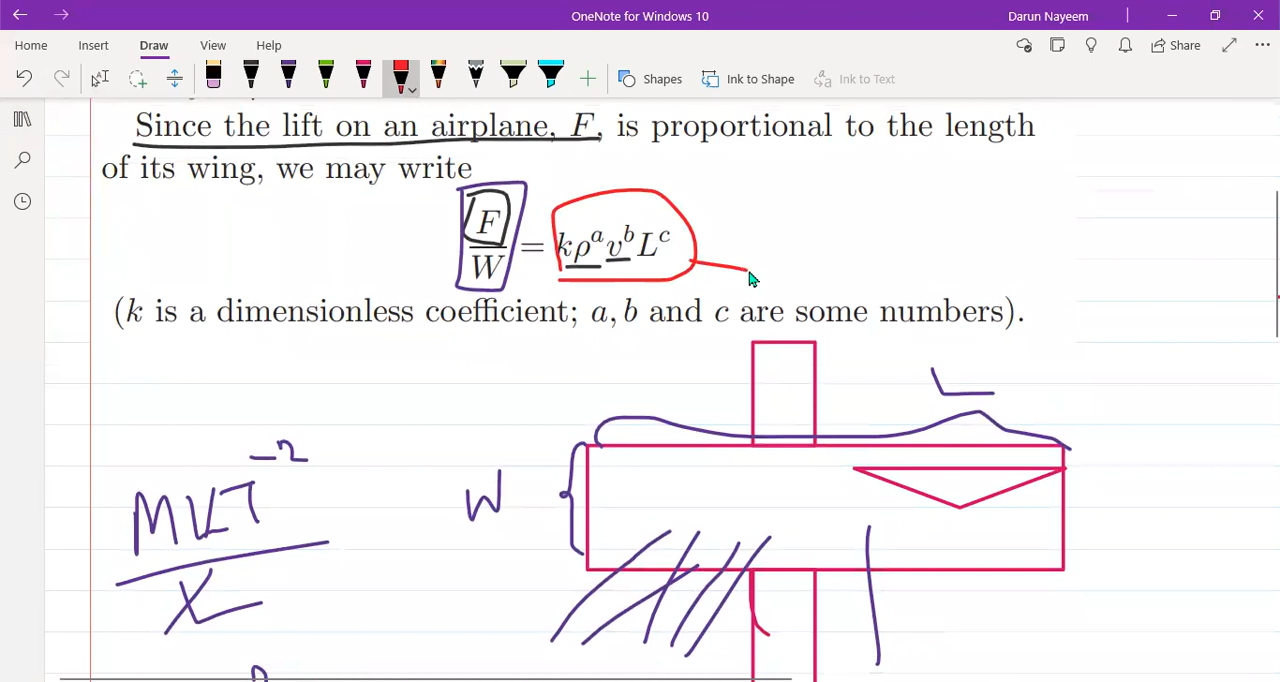 OneNote for Windows 10
Darun Nayeem
Home Insert Draw View Help
Share
Shapes
Ink to Shape
Ink to Text
Since the lift on an airplane, F, is proportional to the length
of its wing, we may write
F/W = kρ^a v^b L^c
(k is a dimensionless coefficient; a, b and c are some numbers).
L
W
MLT^-2
L